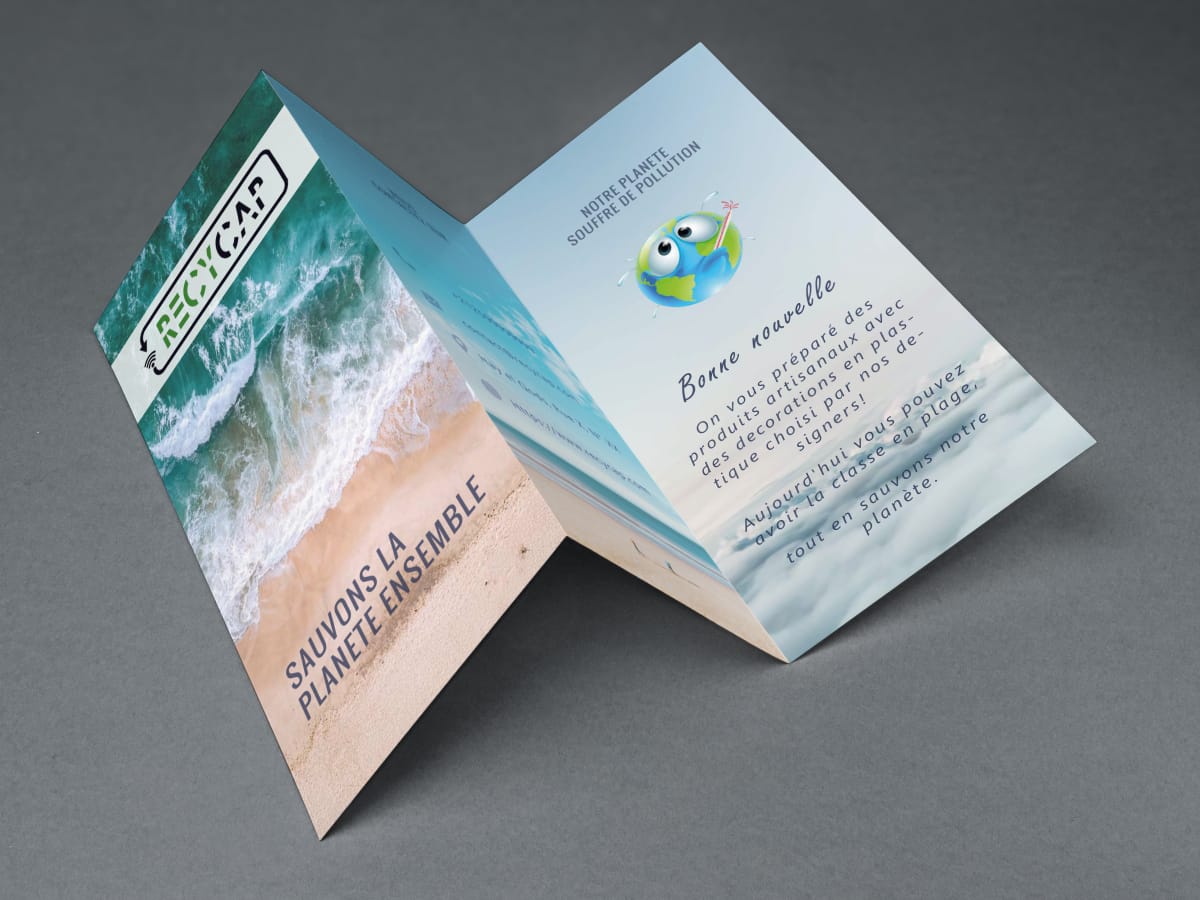 RECYCAP
SAUVONS LA
PLANETE ENSEMBLE
NOTRE PLANETE
SOUFFRE DE POLLUTION
Bonne nouvelle
On vous préparé des
produits artisanaux avec
des decorations en plas-
tique choisi par nos de-
signers!
Aujourd'hui vous pouvez
avoir la classe en plage,
tout en sauvons notre
planète.